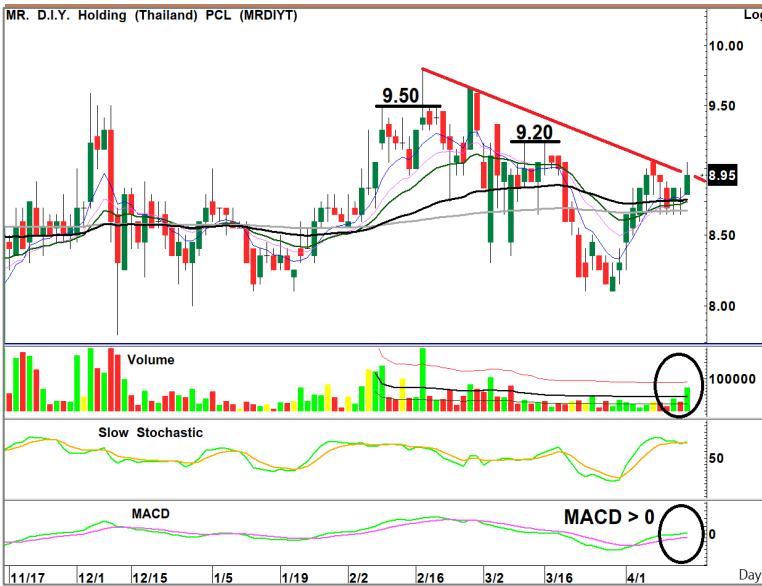 MR. D.I.Y. Holding (Thailand) PCL (MRDIYT)
Log
10.00
9.50
9.50
9.20
8.95
8.50
8.00
Volume
100000
Slow Stochastic
50
MACD
MACD > 0
0
11/17 12/1 12/15 1/5 1/19 2/2 2/16 3/2 3/16 4/1 Day